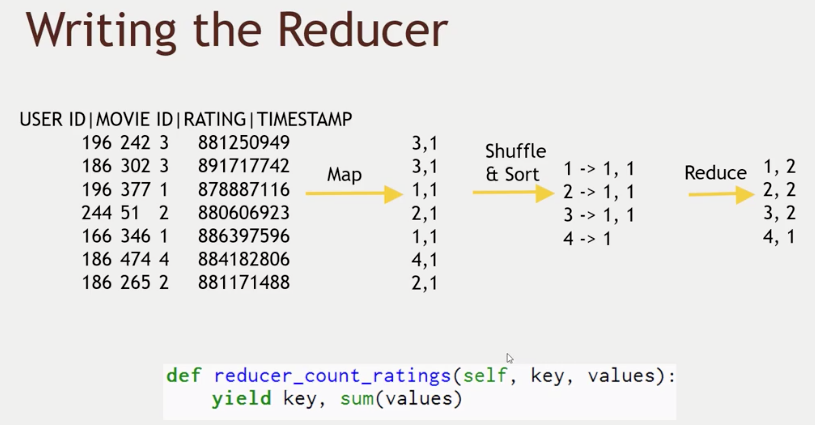 Writing the Reducer
USER ID|MOVIE ID|RATING|TIMESTAMP
196 242 3 881250949
186 302 3 891717742
196 377 1 878887116
244 51 2 880606923
166 346 1 886397596
186 474 4 884182806
186 265 2 881171488
Map
3,1
3,1
1,1
2,1
1,1
4,1
2,1
Shuffle
& Sort
1 -> 1, 1
2 -> 1, 1
3 -> 1, 1
4 -> 1
Reduce
1, 2
2, 2
3, 2
4, 1
def reducer_count_ratings(self, key, values):
    yield key, sum(values)